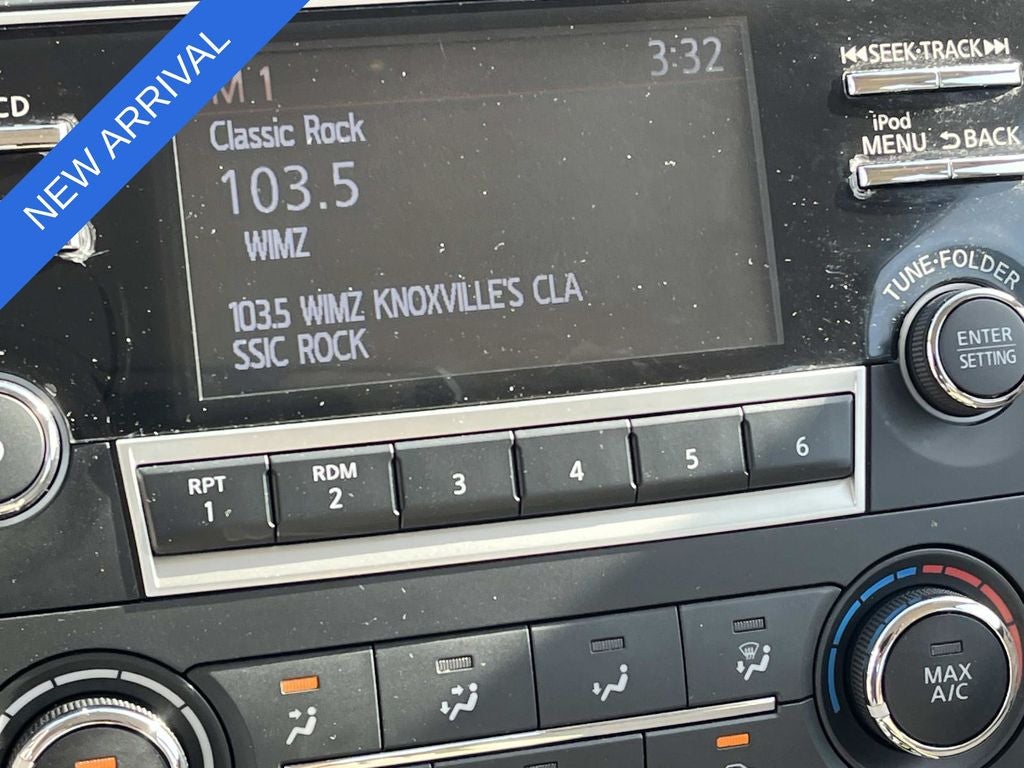 NEW ARRIVAL
CD
M 1
3:32
Classic Rock
103.5
WIMZ
103.5 WIMZ KNOXVILLE'S CLA
SSIC ROCK
SEEK·TRACK
iPod
MENU
BACK
TUNE·FOLDER
ENTER
SETTING
RPT
1
RDM
2
3
4
5
6
MAX
A/C